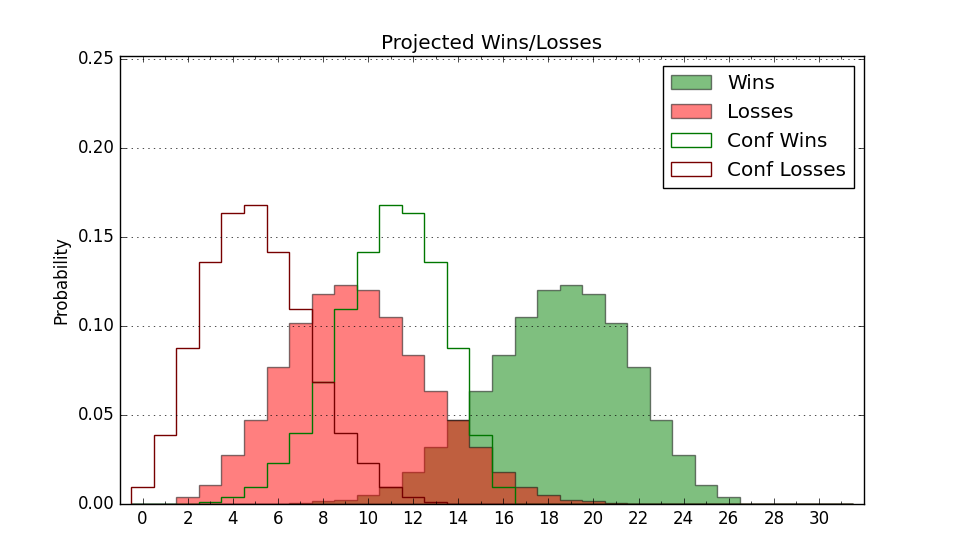 Projected Wins/Losses
0.25
0.20
0.15
0.10
0.05
0.00
Probability
Wins
Losses
Conf Wins
Conf Losses
0 2 4 6 8 10 12 14 16 18 20 22 24 26 28 30